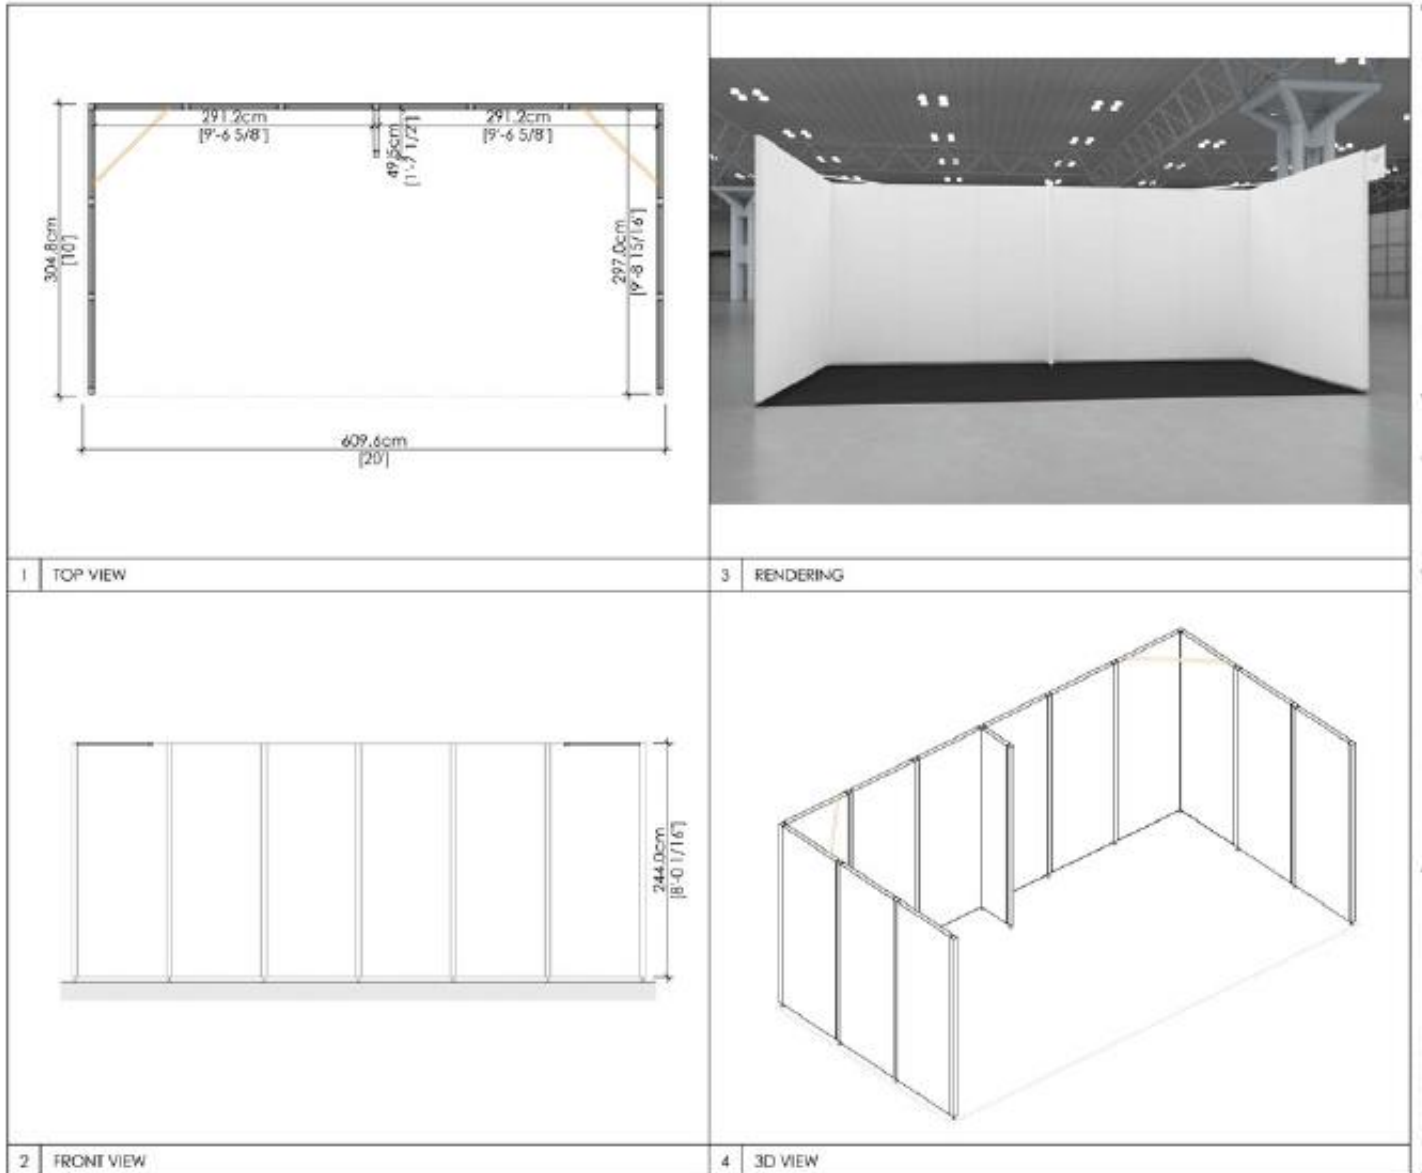 291.2cm
[9'-6 5/8"]
49.5cm
[1'-7 1/2"]
291.2cm
[9'-6 5/8"]
304.8cm
[10']
297.0cm
[9'-8 15/16"]
609.6cm
[20']
1 TOP VIEW
3 RENDERING
244.0cm
[8'-0 1/16"]
2 FRONT VIEW
4 3D VIEW